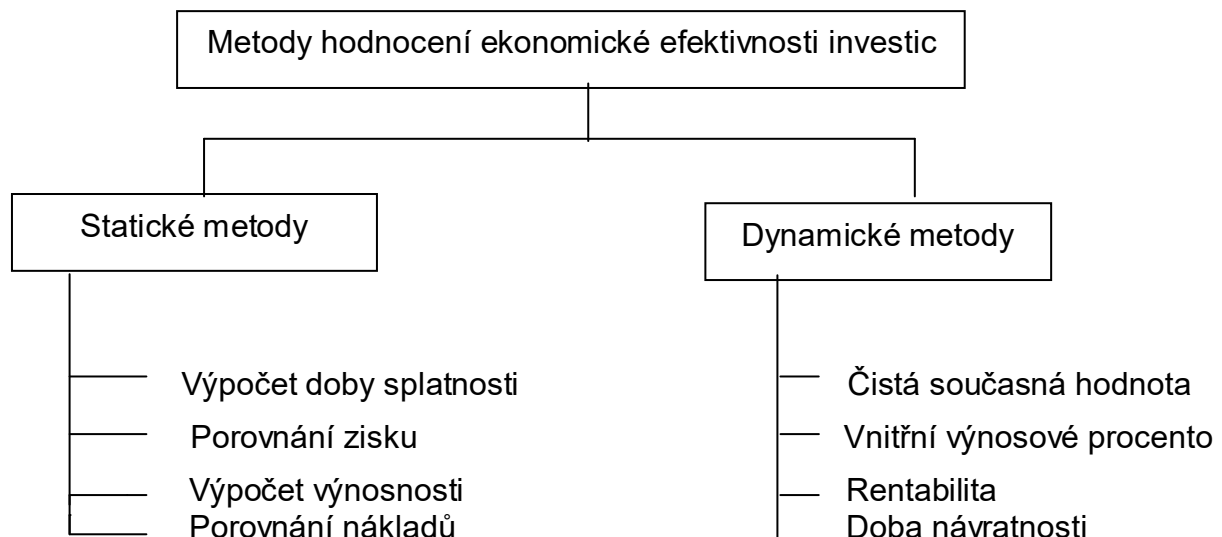 Metody hodnocení ekonomické efektivnosti investic
Statické metody
Výpočet doby splatnosti
Porovnání zisku
Výpočet výnosnosti
Porovnání nákladů
Dynamické metody
Čistá současná hodnota
Vnitřní výnosové procento
Rentabilita
Doba návratnosti